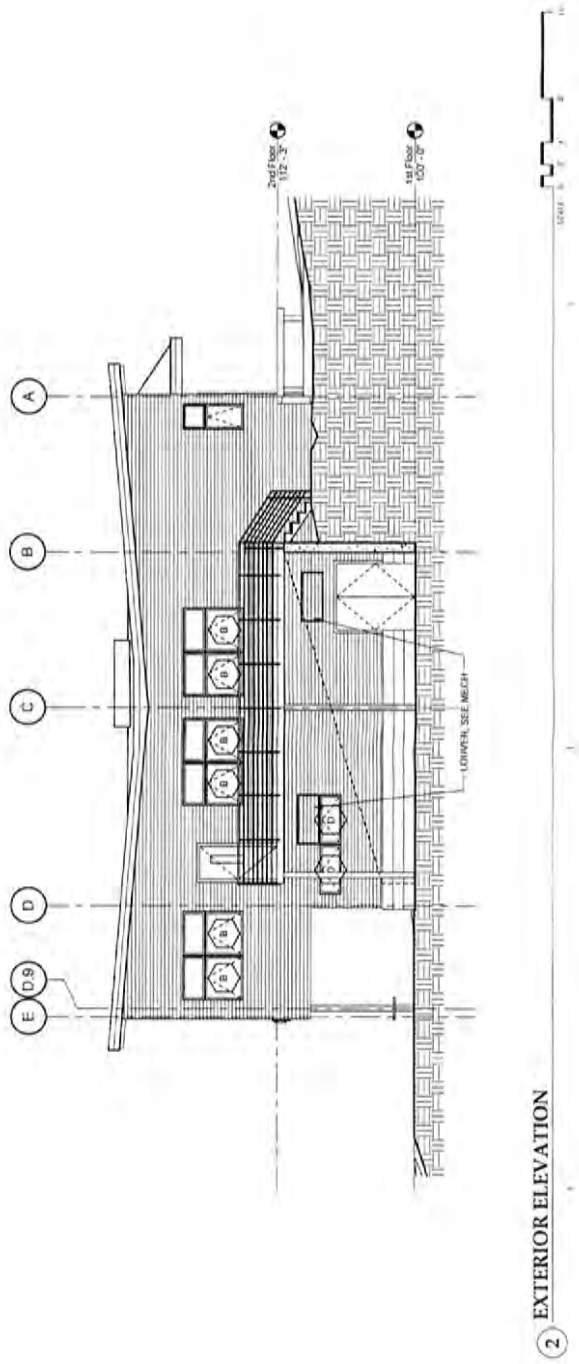 E
D.9
D
C
B
A
2nd Floor
112' - 3"
1st Floor
100' - 0"
B
B
B
B
B
B
D
D
LOUVER, SEE MECH
2
EXTERIOR ELEVATION